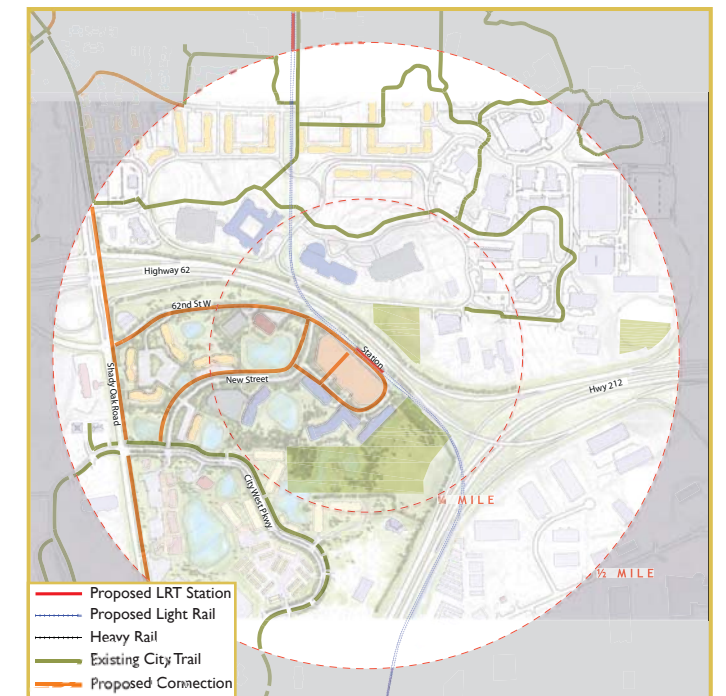 Highway 62
62nd St W
Station
Shady Oak Road
New Street
Hwy 212
City West Pkwy
¼ MILE
½ MILE
Proposed LRT Station
Proposed Light Rail
Heavy Rail
Existing City Trail
Proposed Connection